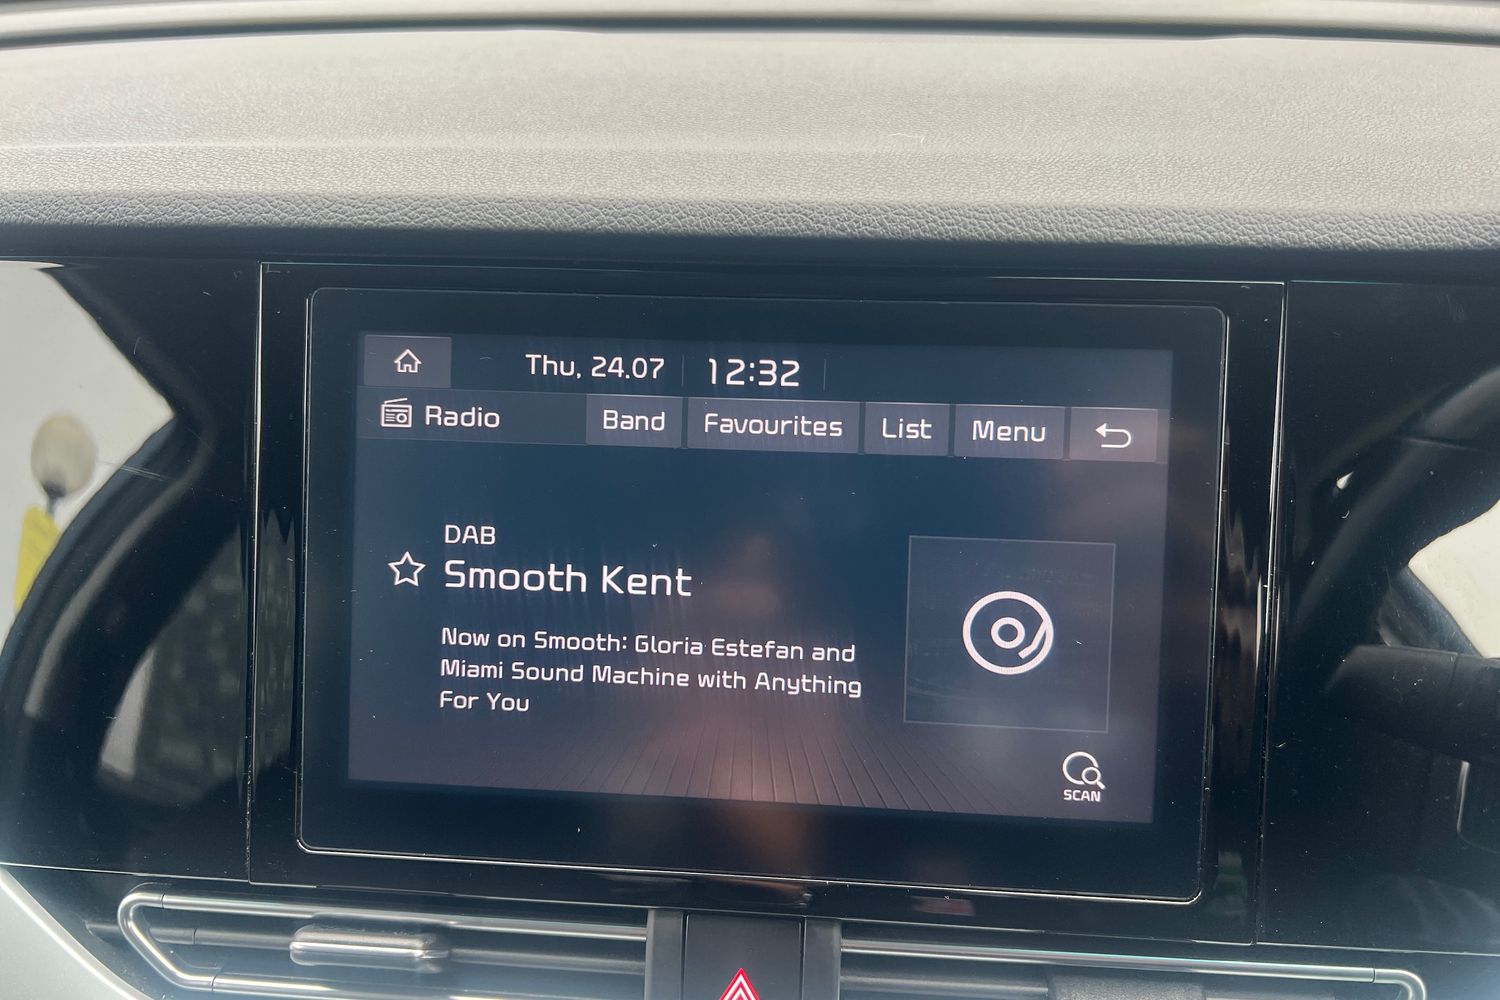 Thu, 24.07 12:32
Radio Band Favourites List Menu
DAB
Smooth Kent
Now on Smooth: Gloria Estefan and
Miami Sound Machine with Anything
For You
SCAN